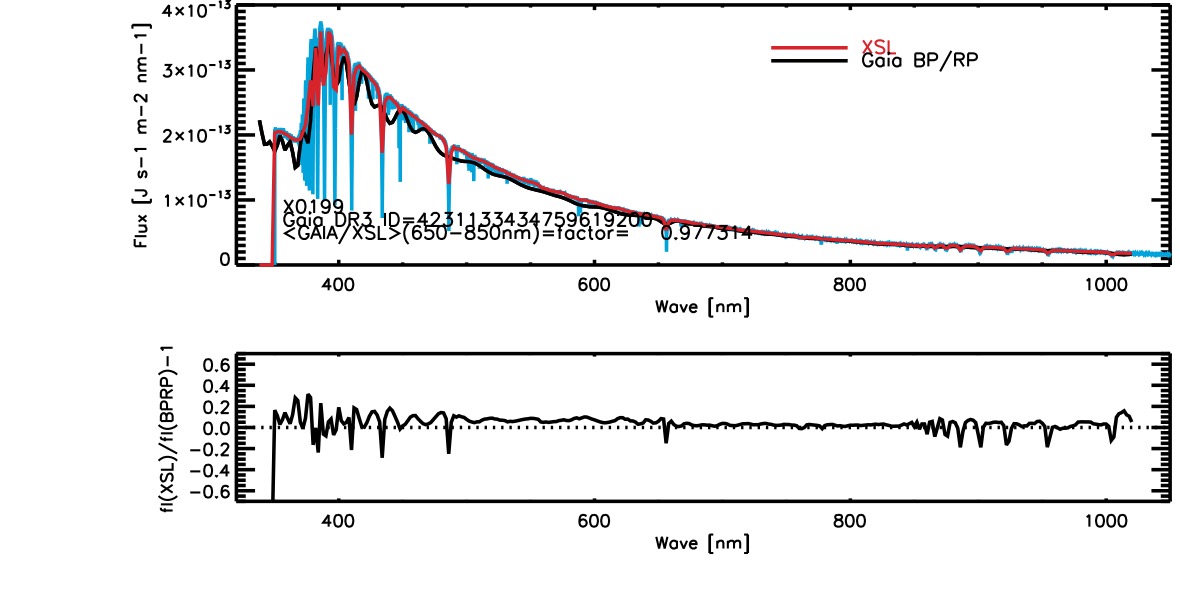 4×10−13
3×10−13
2×10−13
1×10−13
0
Flux [J s−1 m−2 nm−1]
XSL
Gaia BP/RP
X0199
Gaia DR3 ID=4231133434759619200
<GAIA/XSL>(650−850nm)=factor= 0.977314
400 600 800 1000
Wave [nm]
fl(XSL)/fl(BPRP)−1
0.6
0.4
0.2
0.0
−0.2
−0.4
−0.6
400 600 800 1000
Wave [nm]